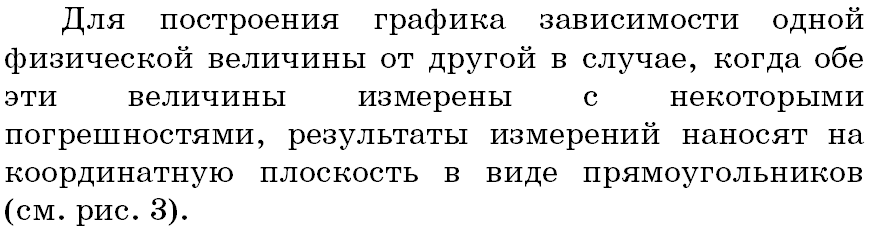 Для построения графика зависимости одной
физической величины от другой в случае, когда обе
эти величины измерены с некоторыми
погрешностями, результаты измерений наносят на
координатную плоскость в виде прямоугольников
(см. рис. 3).